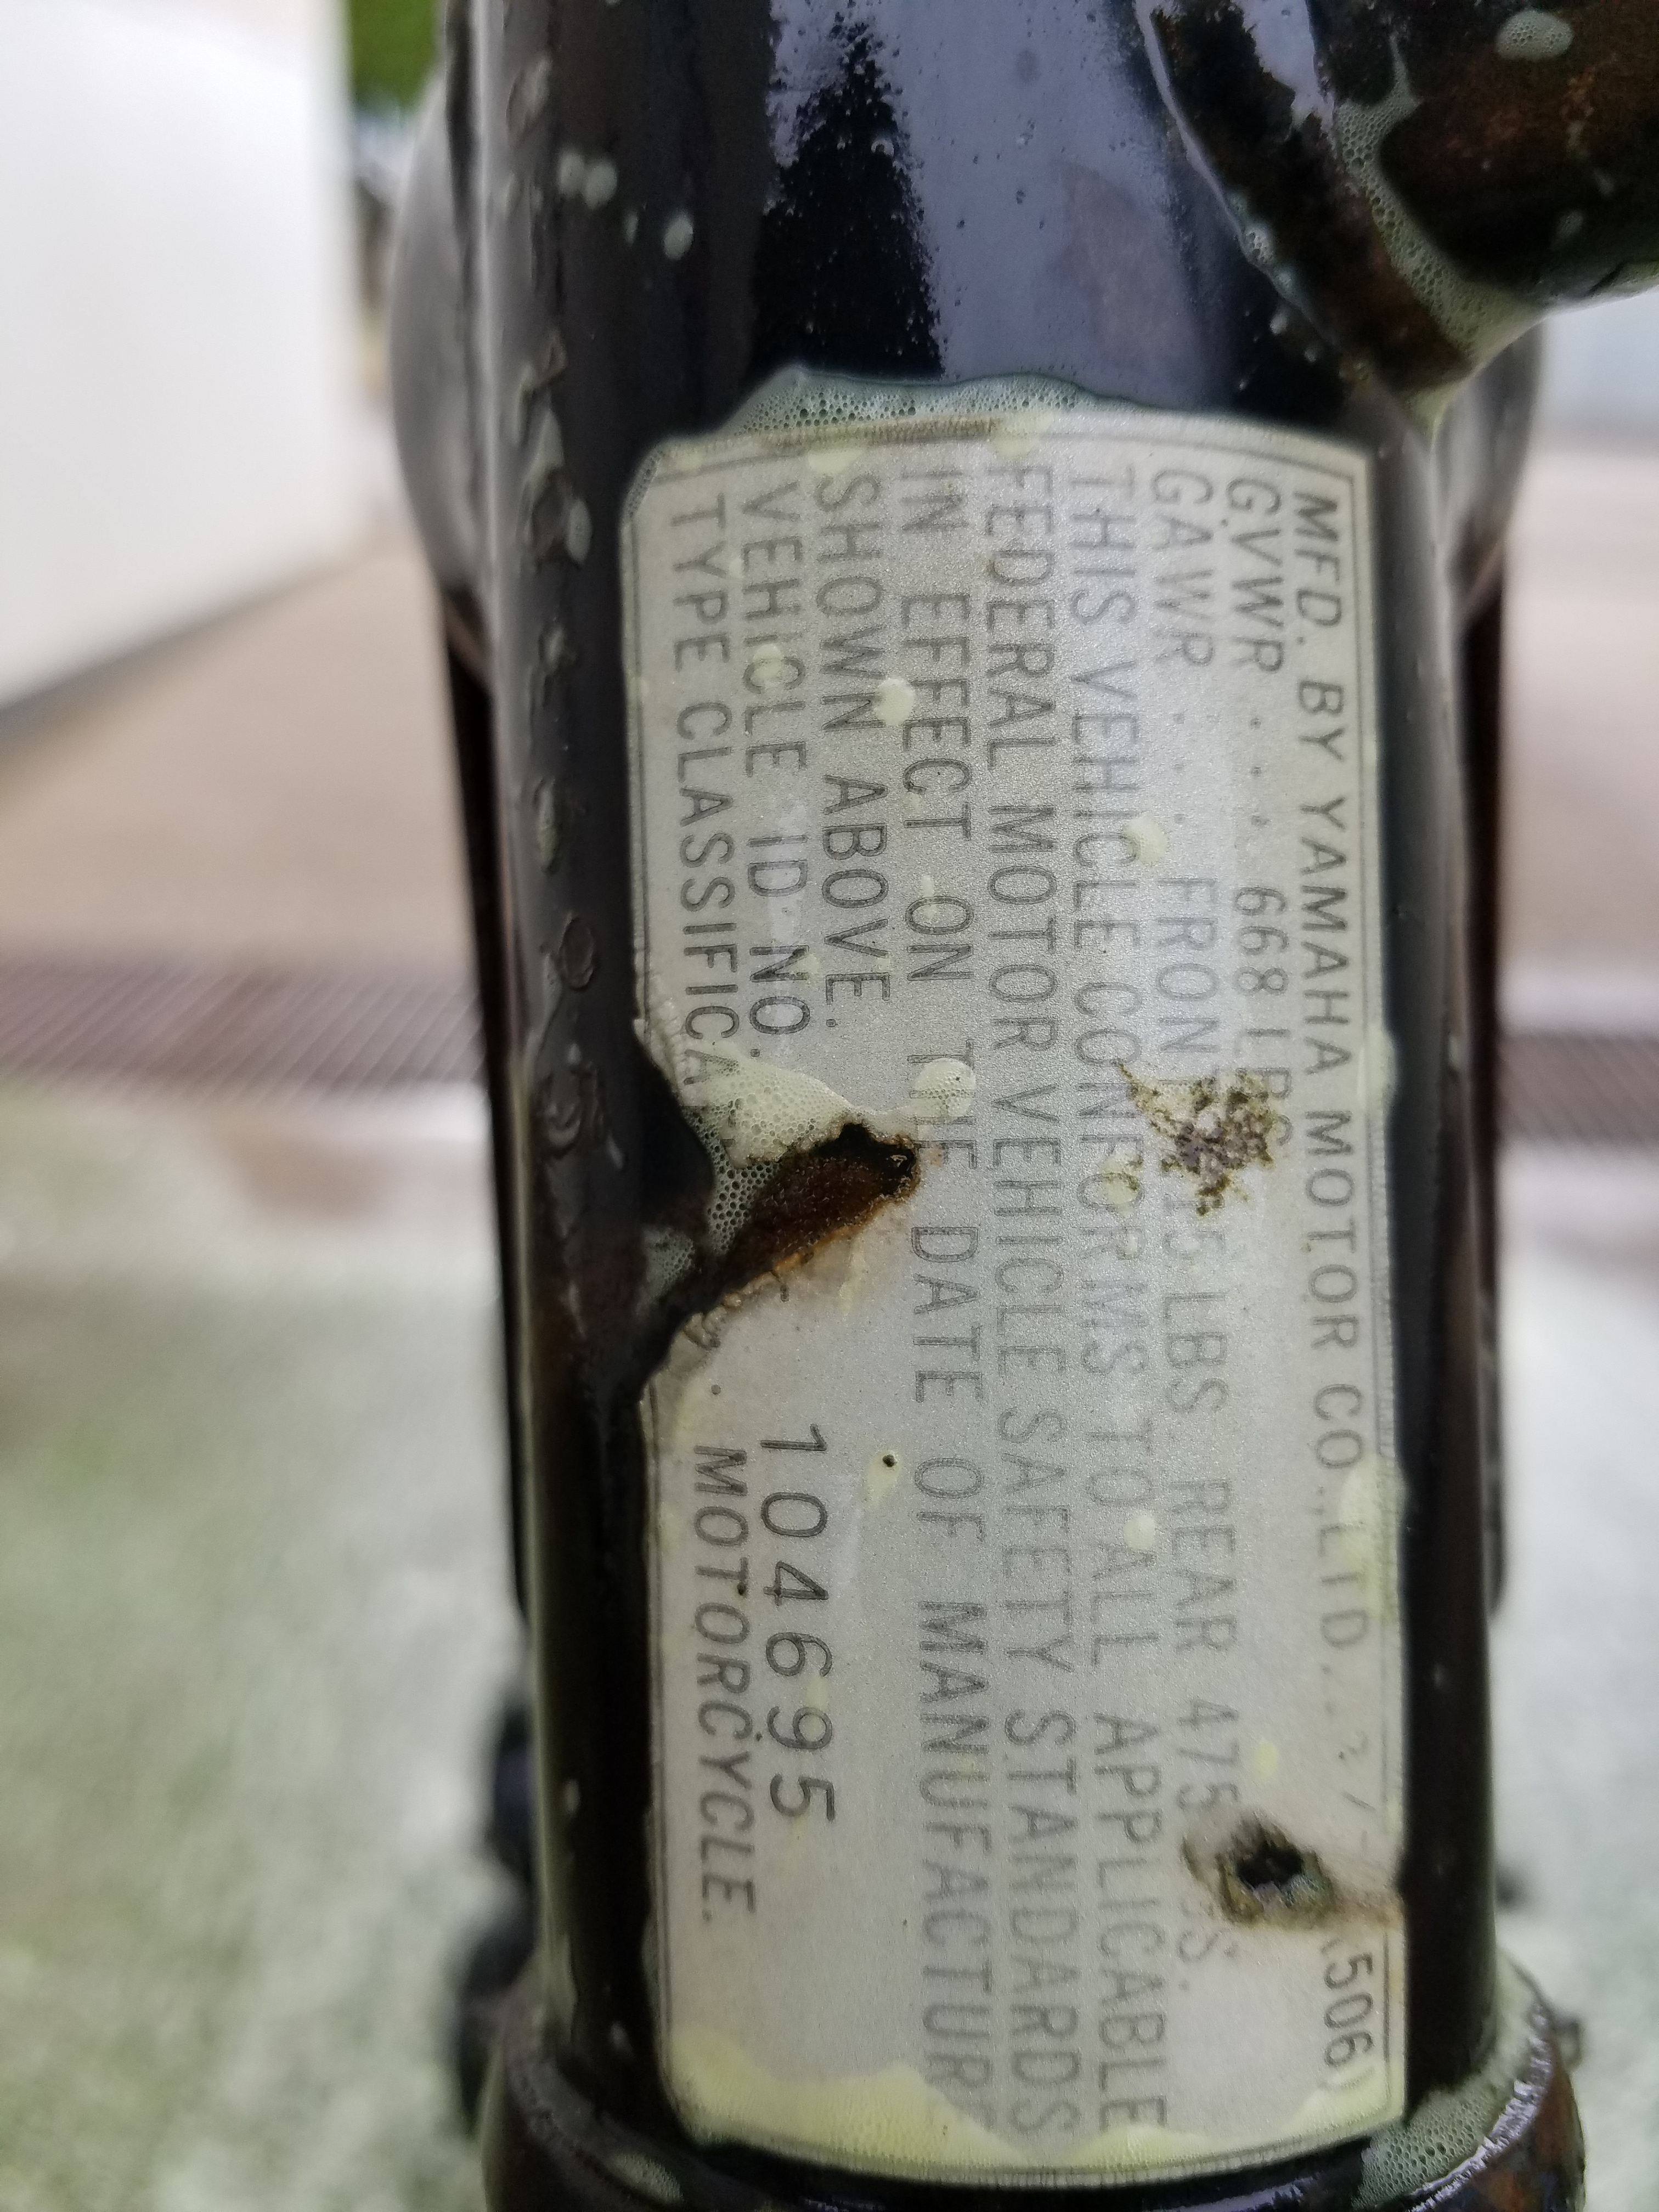 MFD. BY YAMAHA MOTOR CO.,LTD. (506)
GVWR .... 668 LBS
GAWR ... FRONT 15 LBS. REAR 475
THIS VEHICLE CONFORMS TO ALL APPLICABLE
FEDERAL MOTOR VEHICLE SAFETY STANDARDS
IN EFFECT ON THE DATE OF MANUFACTURE
SHOWN ABOVE.
VEHICLE ID NO. - 104695
TYPE CLASSIFICA . MOTORCYCLE.